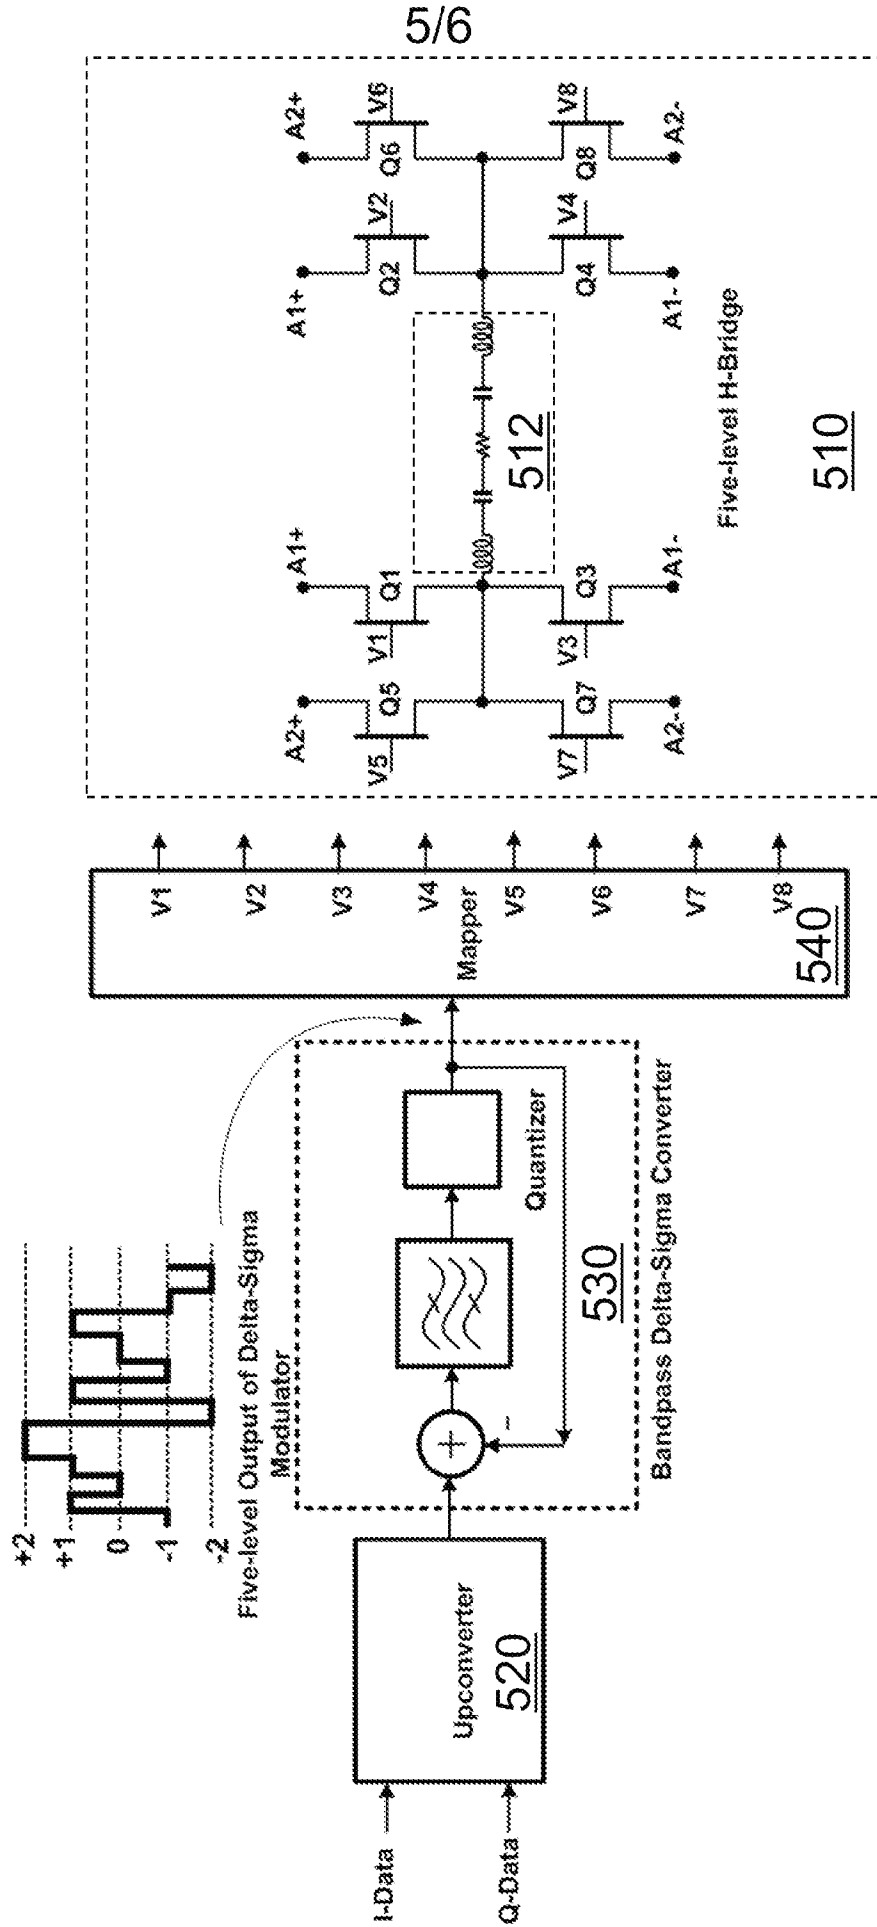 5/6
I-Data
Q-Data
Upconverter
520
+2
+1
0
-1
-2
Five-level Output of Delta-Sigma
Modulator
+
-
Quantizer
530
Bandpass Delta-Sigma Converter
V1
V2
V3
V4
Mapper
V5
V6
V7
V8
540
A2+
A1+
A1+
A2+
V5
Q5
V1
Q1
Q2
V2
Q6
V6
512
V7
Q7
V3
Q3
Q4
V4
Q8
V8
A2-
A1-
A1-
A2-
Five-level H-Bridge
510